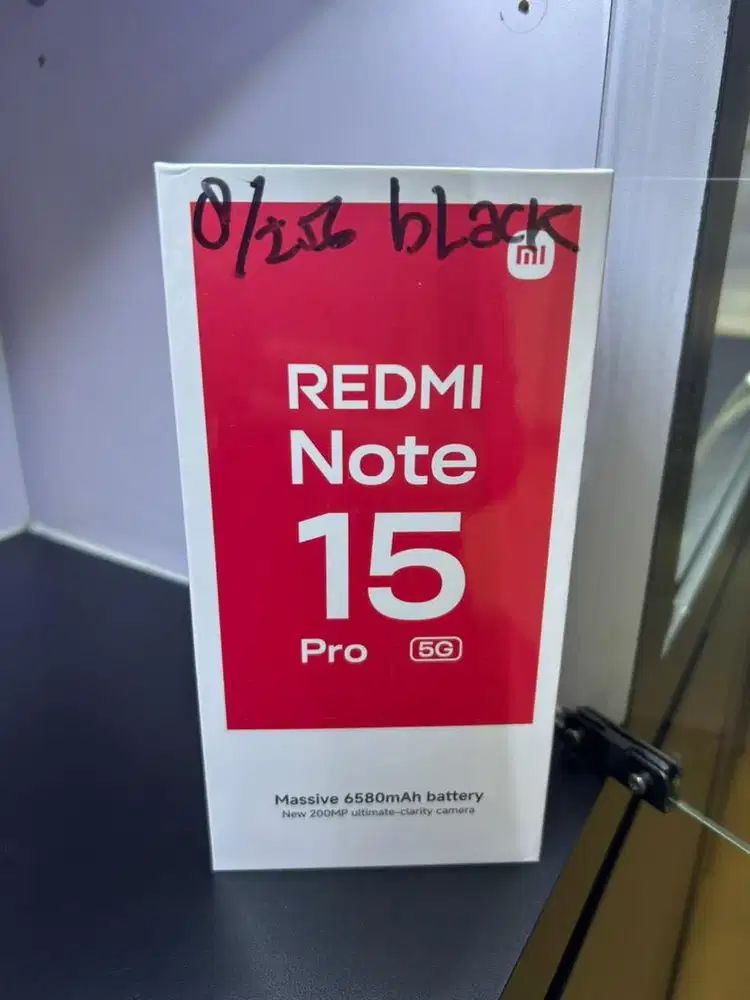 8/256 black
mi
REDMI
Note
15
Pro 5G
Massive 6580mAh battery
New 200MP ultimate-clarity camera